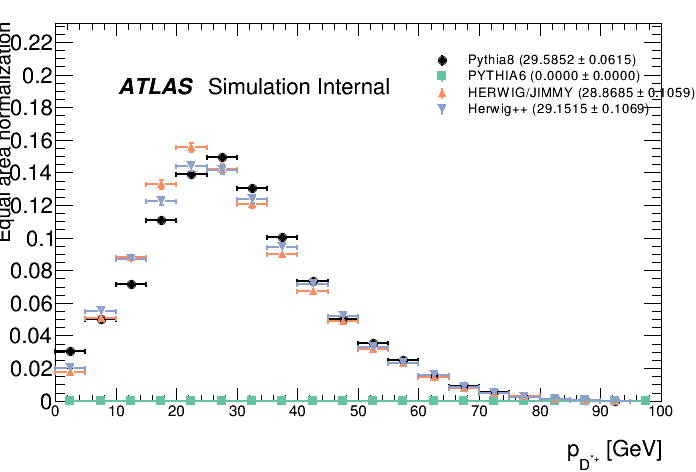 Equal area normalization
0.22
0.2
0.18
0.16
0.14
0.12
0.1
0.08
0.06
0.04
0.02
0
ATLAS Simulation Internal
Pythia8 (29.5852 ± 0.0615)
PYTHIA6 (0.0000 ± 0.0000)
HERWIG/JIMMY (28.8685 ± 0.1059)
Herwig++ (29.1515 ± 0.1069)
0 10 20 30 40 50 60 70 80 90 100
p_D*+ [GeV]